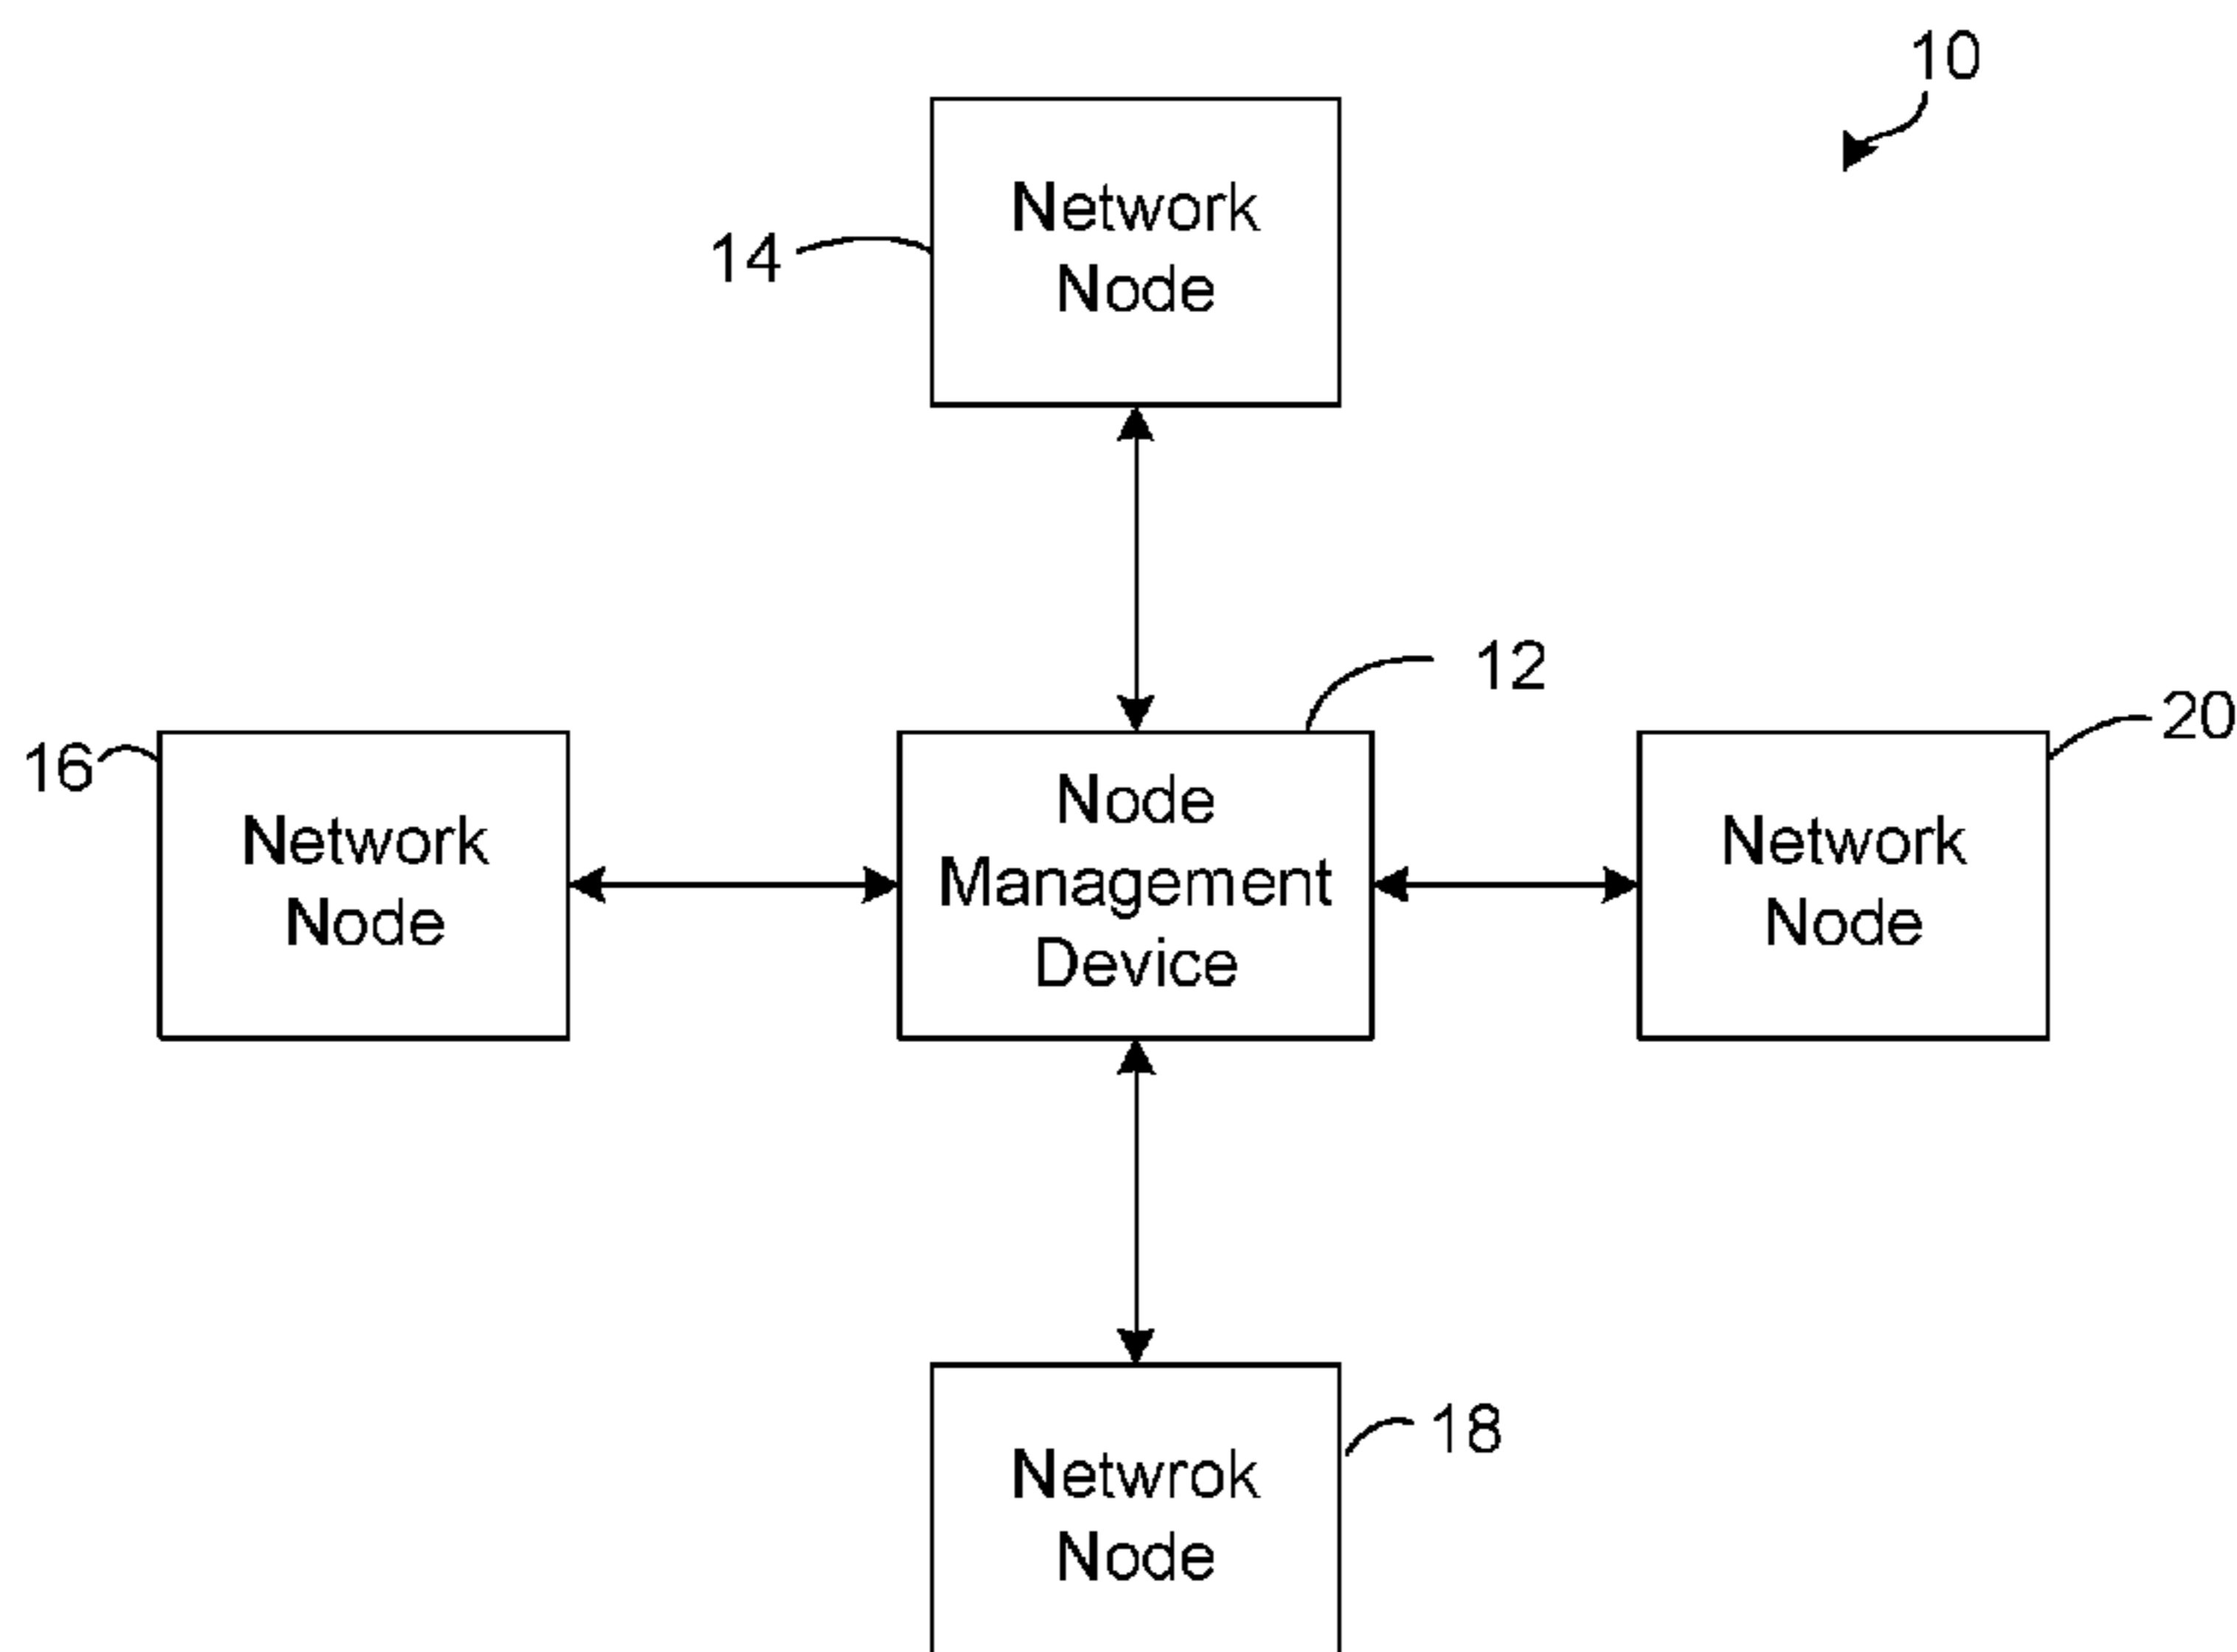 10
Network
Node
14
12
20
16
Network
Node
Node
Management
Device
Network
Node
18
Netwrok
Node